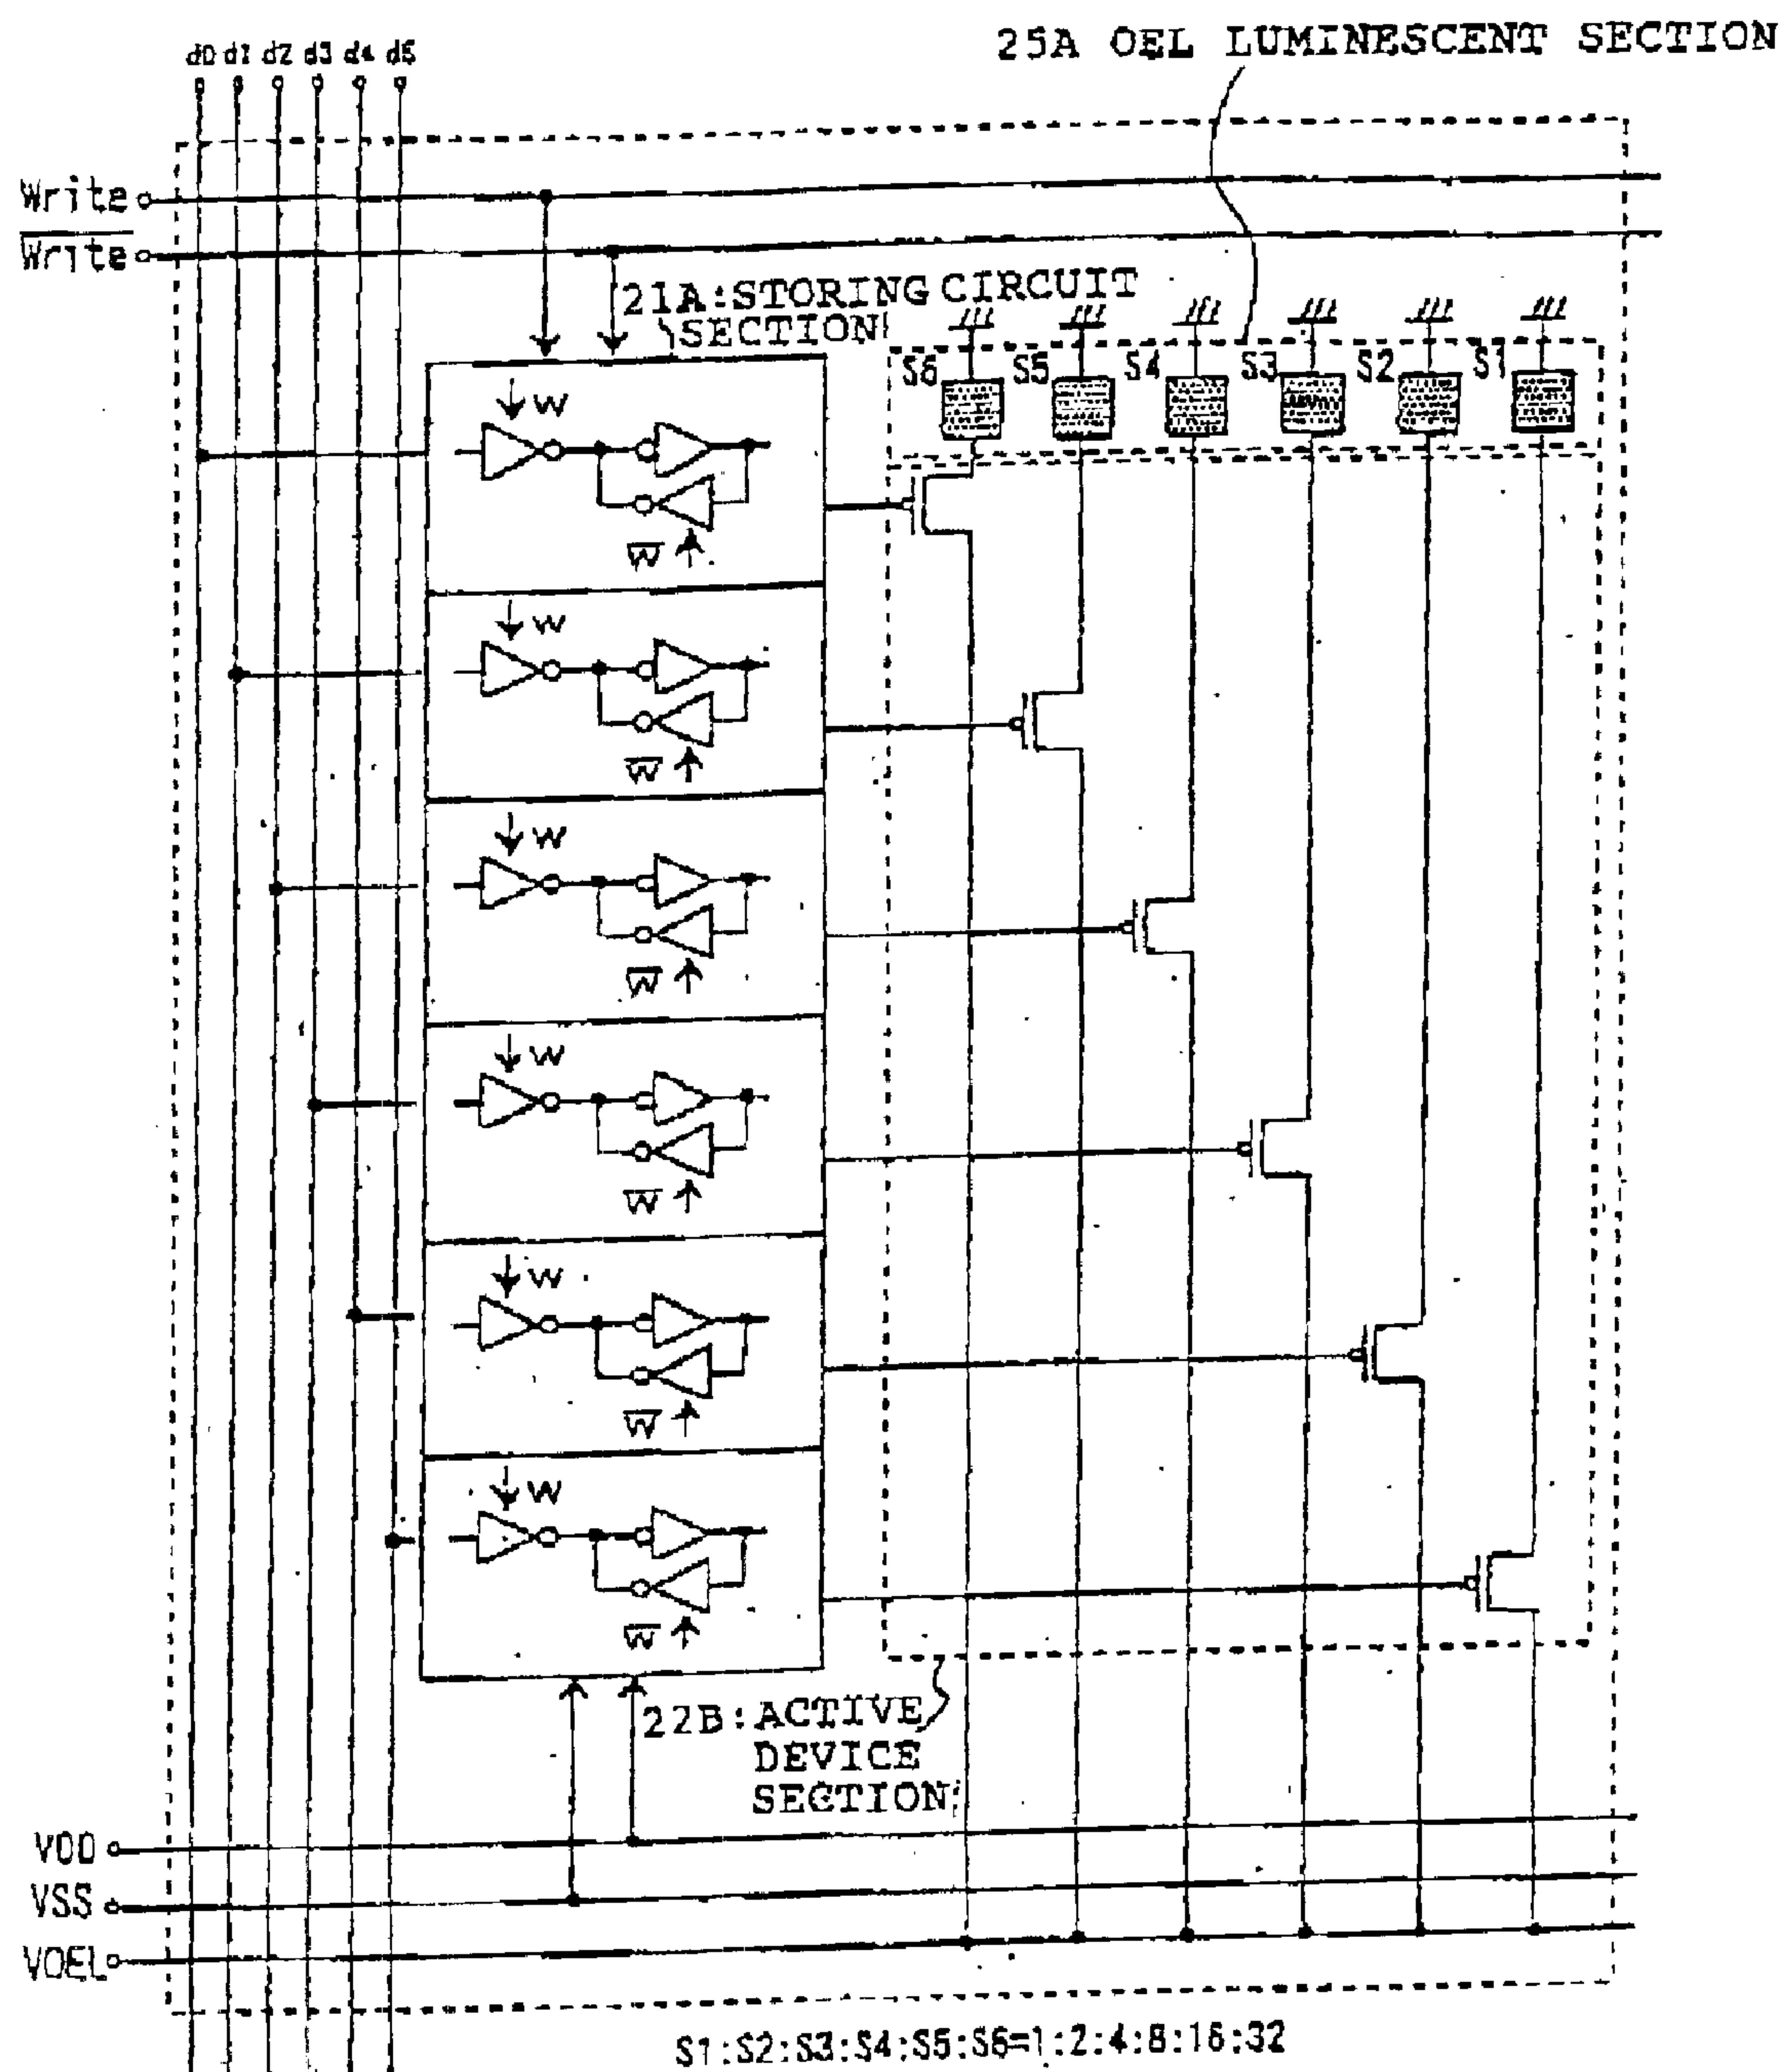 25A OEL LUMINESCENT SECTION
d0 d1 d2 d3 d4 d5
Write
W̅r̅i̅t̅e̅
21A:STORING CIRCUIT
SECTION
S6 S5 S4 S3 S2 S1
W
W̅
W
W̅
W
W̅
W
W̅
W
W̅
W
W̅
22B:ACTIVE
DEVICE
SECTION
VDD
VSS
VOEL
S1:S2:S3:S4:S5:S6=1:2:4:8:16:32